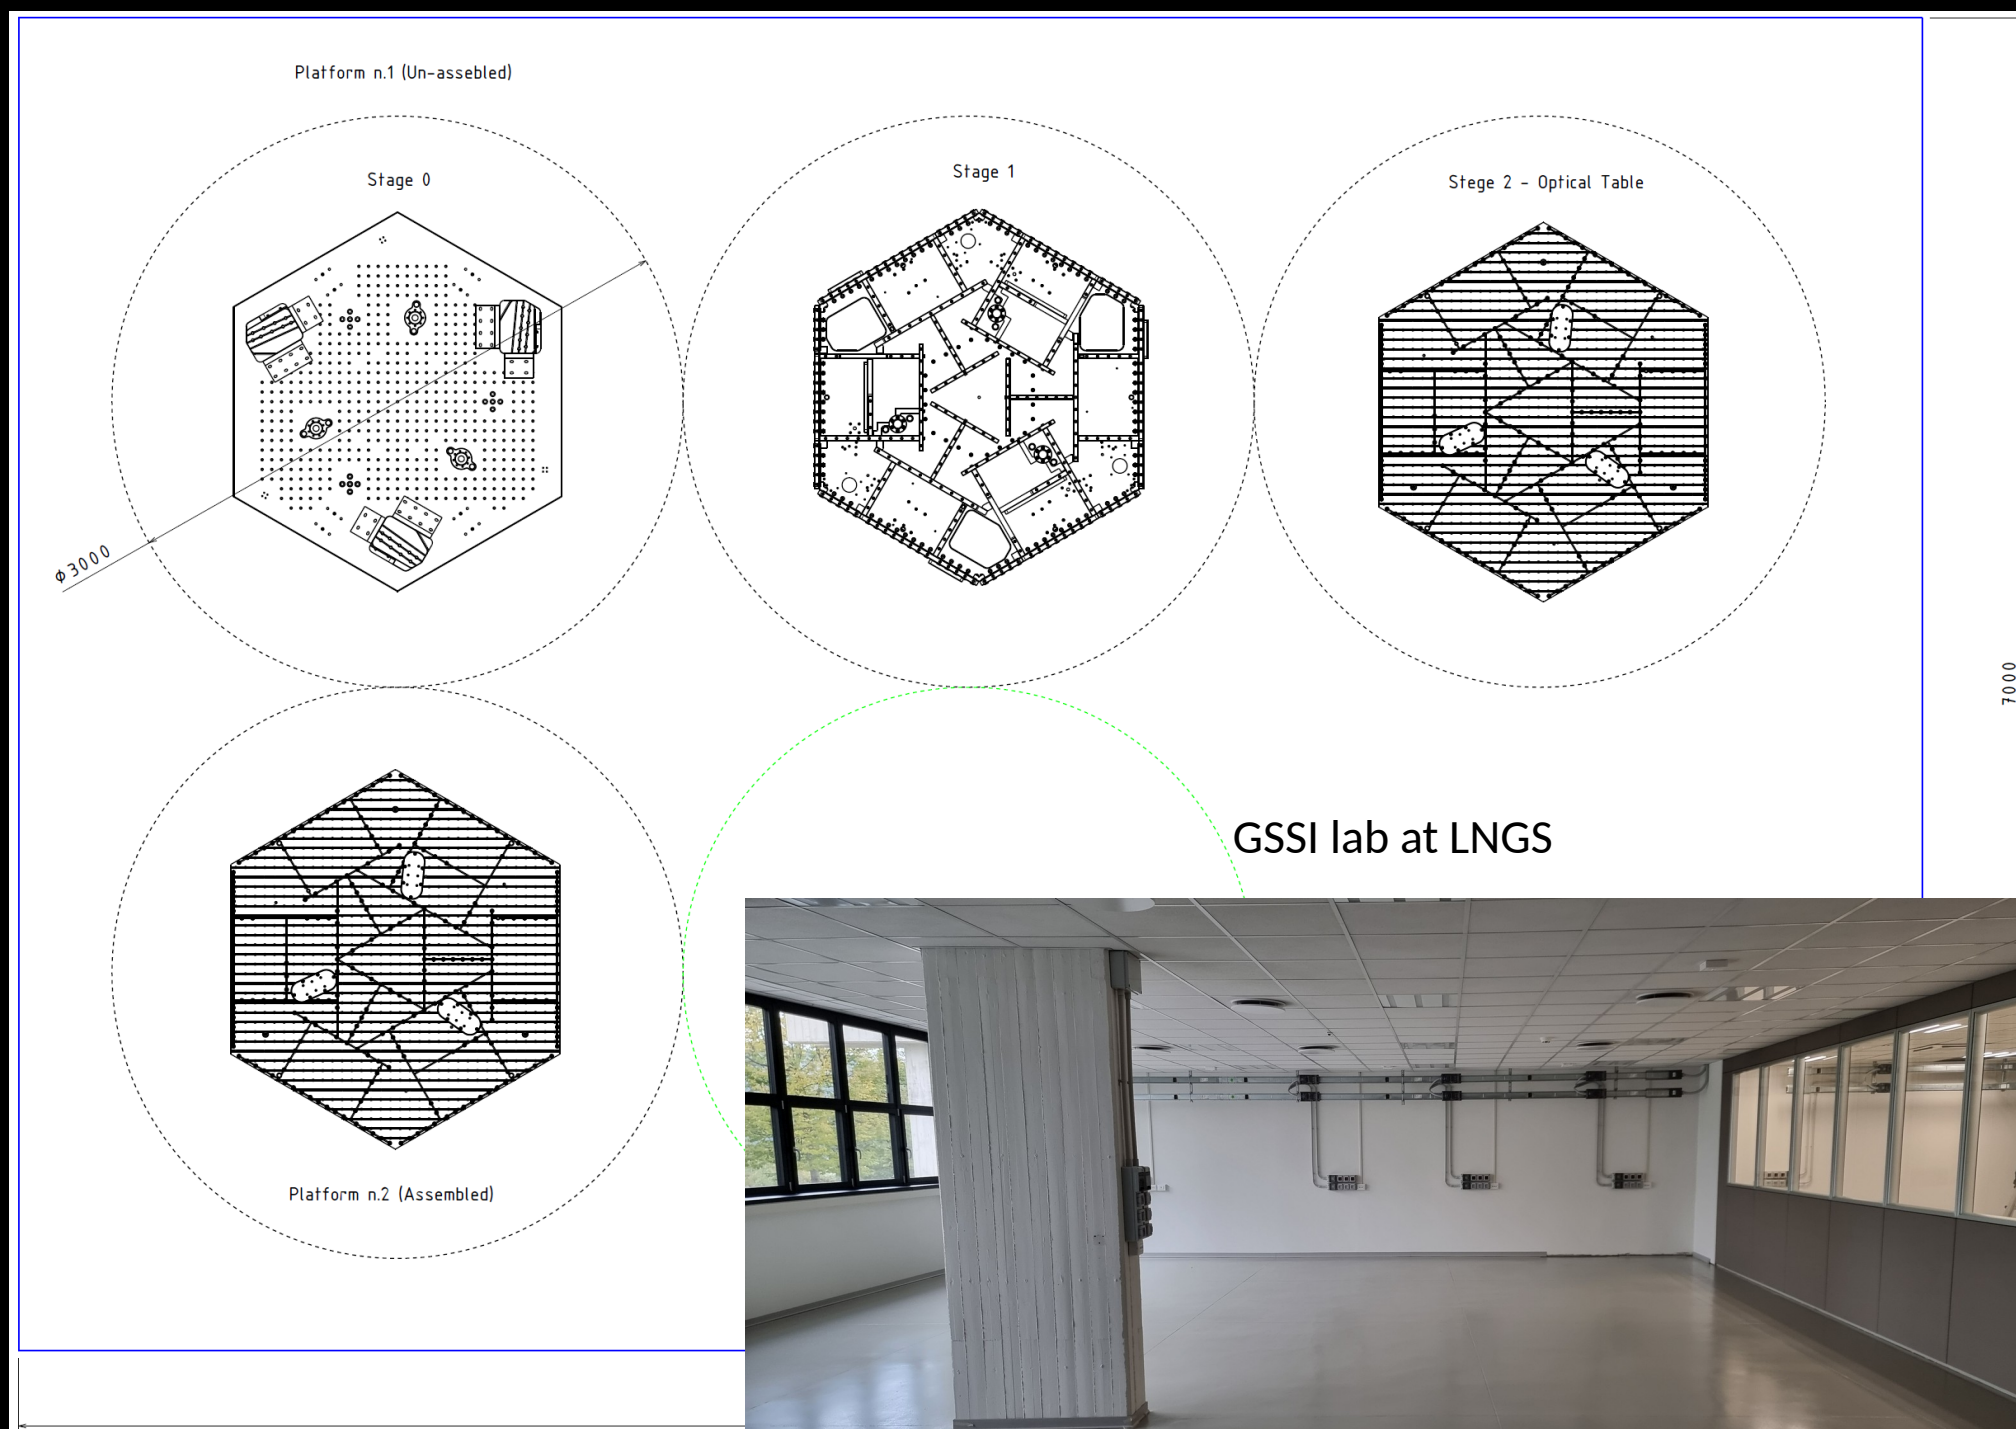 Platform n.1 (Un-assebled)
Stage 0
Stage 1
Stege 2 - Optical Table
Ø3000
7000
GSSI lab at LNGS
Platform n.2 (Assembled)